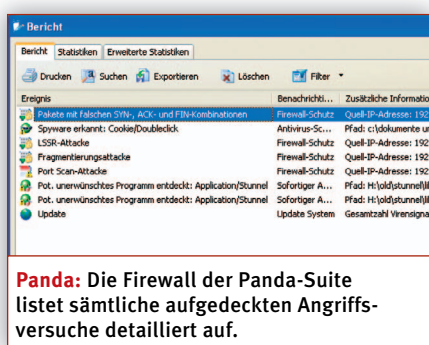 Bericht
Bericht Statistiken Erweiterte Statistiken
Drucken Suchen Exportieren Löschen Filter
Ereignis Benachrichti... Zusätzliche Informatio
Pakete mit falschen SYN-, ACK- und FIN-Kombinationen Firewall-Schutz Quell-IP-Adresse: 192
Spyware erkannt: Cookie/Doubleclick Antivirus-Sc... Pfad: c:\dokumente un
LSSR-Attacke Firewall-Schutz Quell-IP-Adresse: 192
Fragmentierungsattacke Firewall-Schutz Quell-IP-Adresse: 192
Port Scan-Attacke Firewall-Schutz Quell-IP-Adresse: 192
Pot. unerwünschtes Programm entdeckt: Application/Stunnel Sofortiger A... Pfad: H:\old\stunnel\lib
Pot. unerwünschtes Programm entdeckt: Application/Stunnel Sofortiger A... Pfad: H:\old\stunnel\lib
Update Update System Gesamtzahl Virensigna
Panda: Die Firewall der Panda-Suite
listet sämtliche aufgedeckten Angriffs-
versuche detailliert auf.